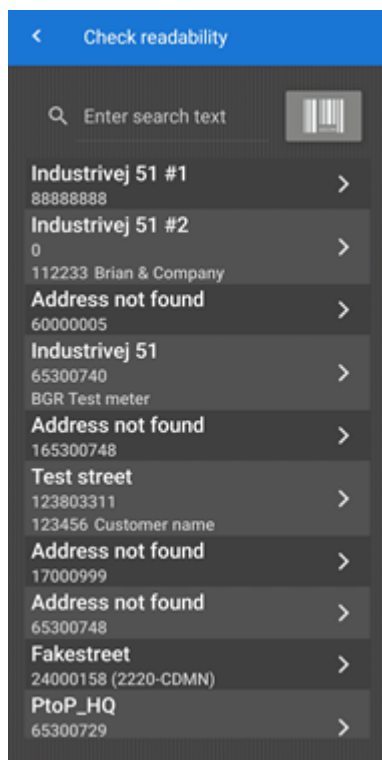 Check readability
Enter search text
Industrivej 51 #1
88888888
Industrivej 51 #2
0
112233 Brian & Company
Address not found
60000005
Industrivej 51
65300740
BGR Test meter
Address not found
165300748
Test street
123803311
123456 Customer name
Address not found
17000999
Address not found
65300748
Fakestreet
24000158 (2220-CDMN)
PtoP_HQ
65300729